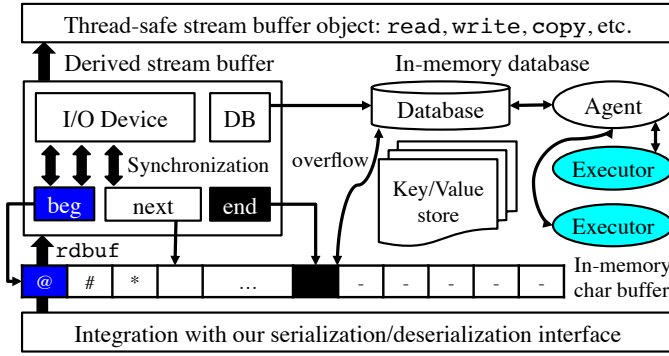 Thread-safe stream buffer object: read, write, copy, etc.
Derived stream buffer
In-memory database
I/O Device
DB
Database
Agent
Synchronization
overflow
Executor
Key/Value
store
beg
next
end
Executor
rdbuf
In-memory
char buffer
@ # * ... - - - - -
Integration with our serialization/deserialization interface